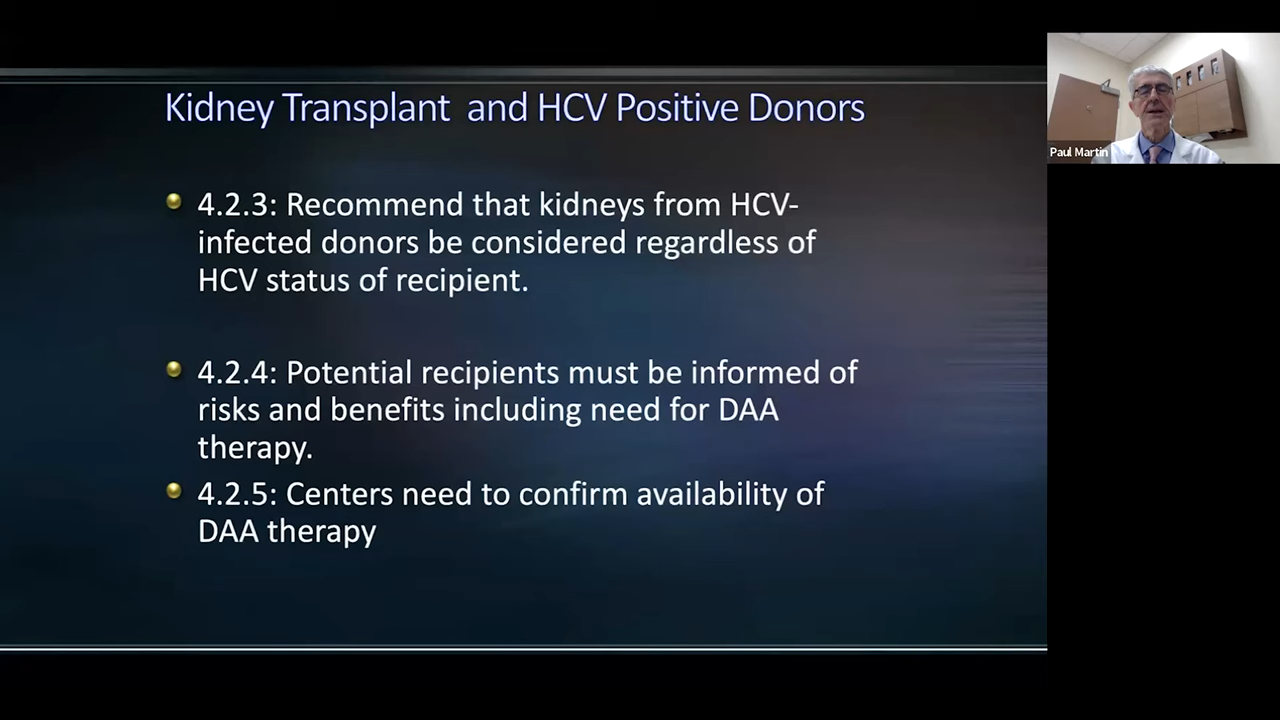 Kidney Transplant and HCV Positive Donors
4.2.3: Recommend that kidneys from HCV-
infected donors be considered regardless of
HCV status of recipient.
4.2.4: Potential recipients must be informed of
risks and benefits including need for DAA
therapy.
4.2.5: Centers need to confirm availability of
DAA therapy
Paul Martin